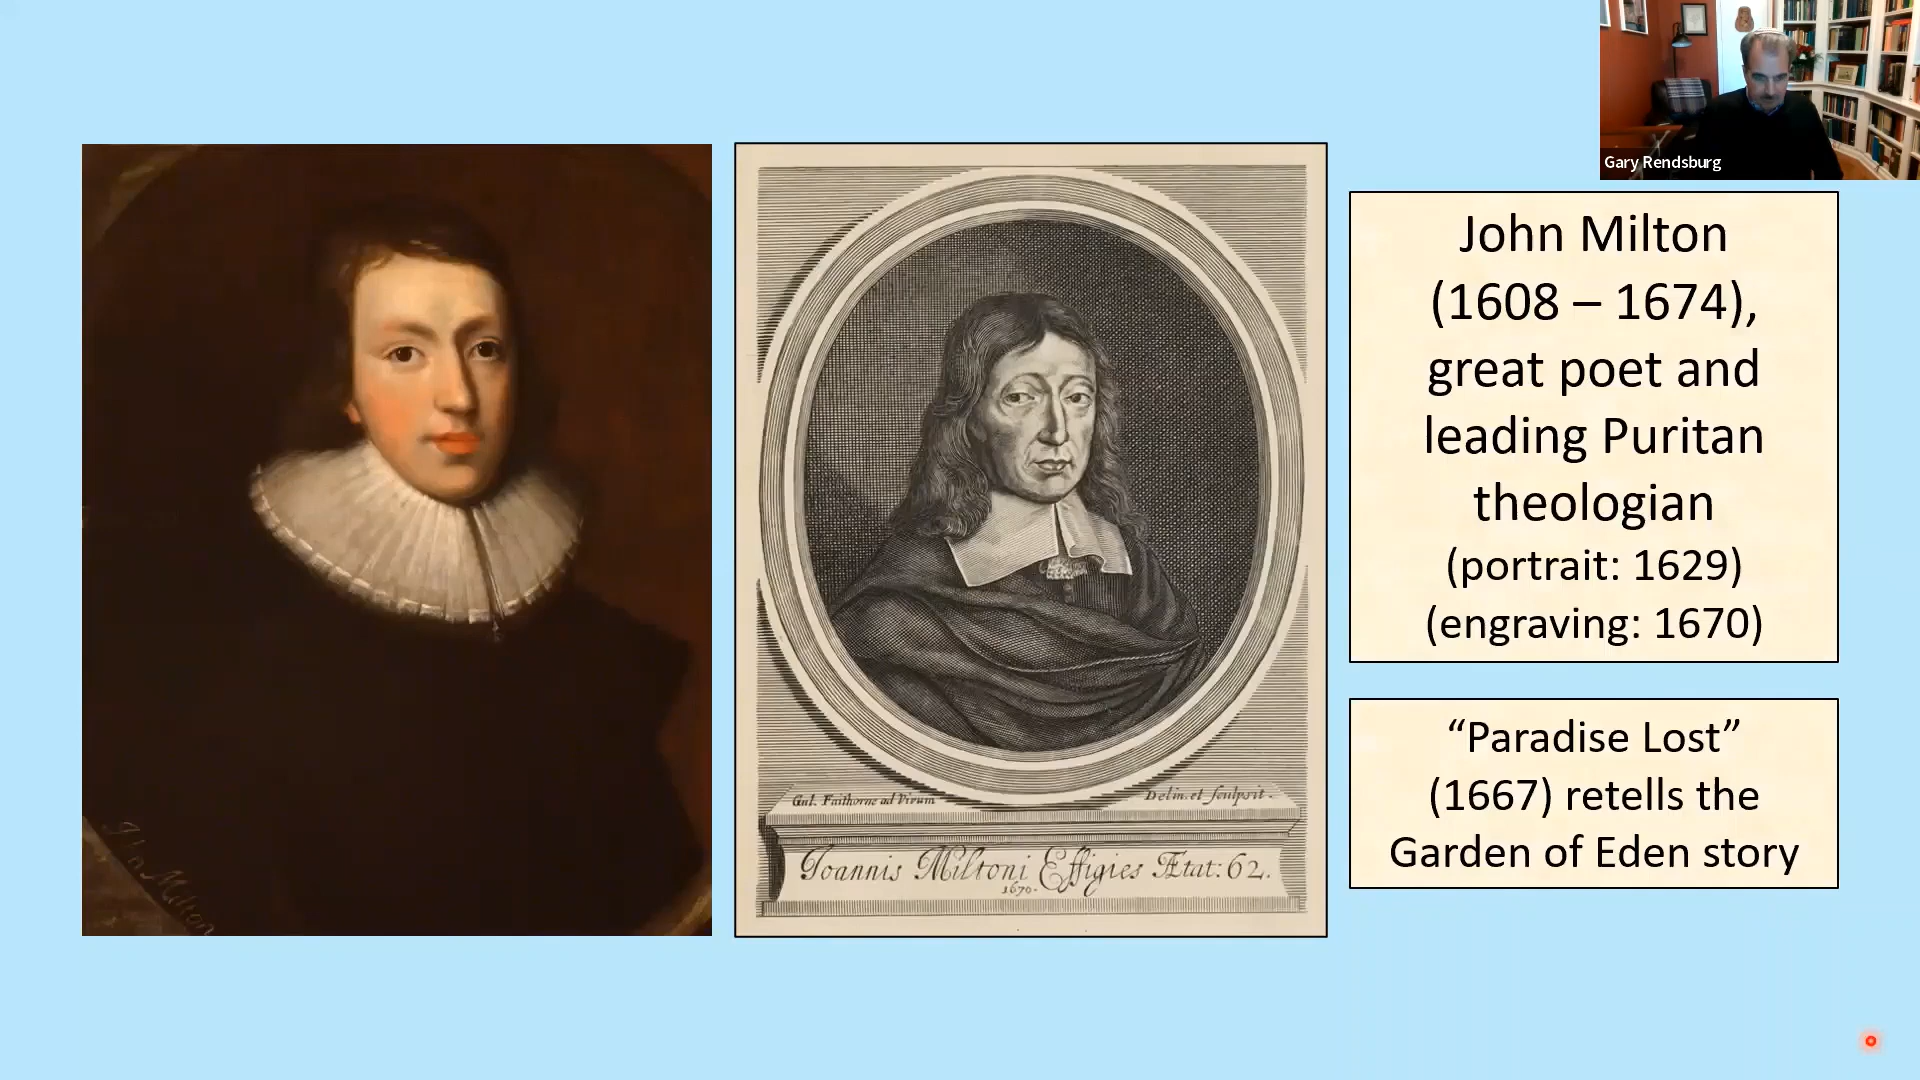 Gary Rendsburg
John Milton
(1608 – 1674),
great poet and
leading Puritan
theologian
(portrait: 1629)
(engraving: 1670)
“Paradise Lost”
(1667) retells the
Garden of Eden story
John Milton
Gul. Faithorne ad Vivum Delin. et Sculpsit.
Joannis Miltoni Effigies Ætat: 62.
1670.